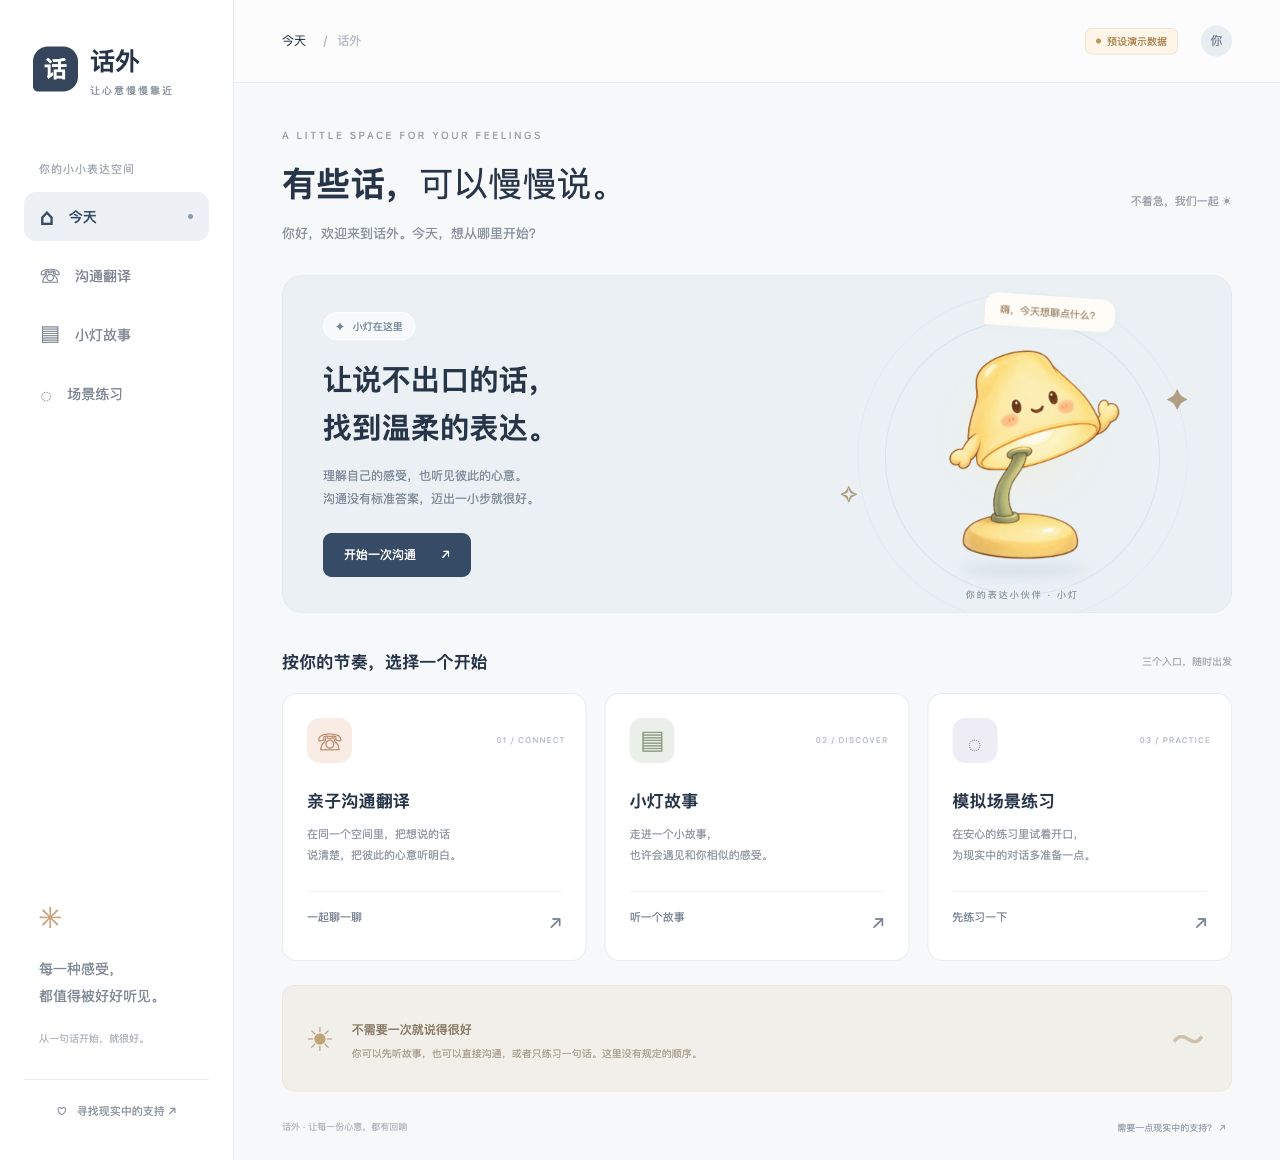 话
话外
让心意慢慢靠近
你的小小表达空间
今天
沟通翻译
小灯故事
场景练习
每一种感受，
都值得被好好听见。
从一句话开始，就很好。
寻找现实中的支持 ↗
今天 / 话外
预设演示数据
你
A LITTLE SPACE FOR YOUR FEELINGS
有些话，可以慢慢说。
不着急，我们一起 ☀
你好，欢迎来到话外。今天，想从哪里开始？
小灯在这里
让说不出口的话，
找到温柔的表达。
理解自己的感受，也听见彼此的心意。
沟通没有标准答案，迈出一小步就很好。
开始一次沟通 ↗
嗨，今天想聊点什么？
你的表达小伙伴 · 小灯
按你的节奏，选择一个开始
三个入口，随时出发
01 / CONNECT
亲子沟通翻译
在同一个空间里，把想说的话
说清楚，把彼此的心意听明白。
一起聊一聊 ↗
02 / DISCOVER
小灯故事
走进一个小故事，
也许会遇见和你相似的感受。
听一个故事 ↗
03 / PRACTICE
模拟场景练习
在安心的练习里试着开口，
为现实中的对话多准备一点。
先练习一下 ↗
不需要一次就说得很好
你可以先听故事，也可以直接沟通，或者只练习一句话。这里没有规定的顺序。
话外 · 让每一份心意，都有回响
需要一点现实中的支持？ ↗